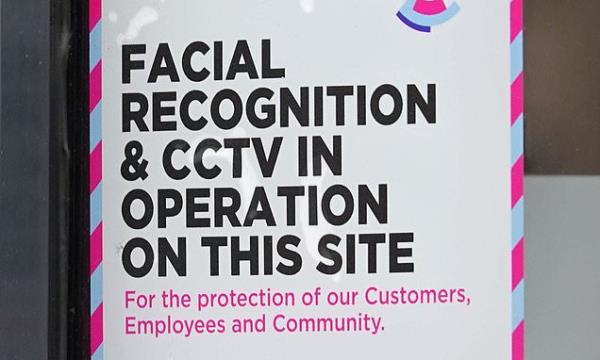 FACIAL
RECOGNITION
& CCTV IN
OPERATION
ON THIS SITE
For the protection of our Customers,
Employees and Community.